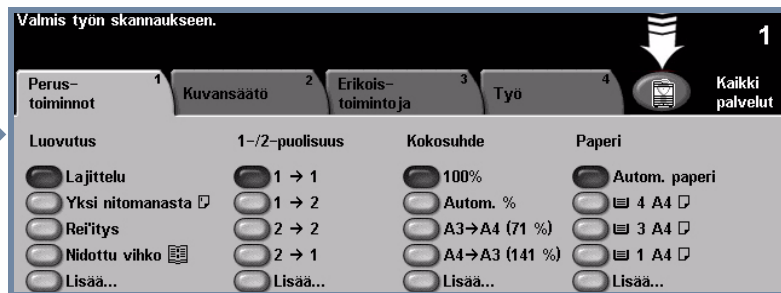 Valmis työn skannaukseen.
1
Perus-
toiminnot
1
Kuvansäätö
2
Erikois-
toimintoja
3
Työ
4
Kaikki
palvelut
Luovutus
1-/2-puolisuus
Kokosuhde
Paperi
Lajittelu
1 → 1
100%
Autom. paperi
Yksi nitomanasta
1 → 2
Autom. %
4 A4
Rei'itys
2 → 2
A3→A4 (71 %)
3 A4
Nidottu vihko
2 → 1
A4→A3 (141 %)
1 A4
Lisää...
Lisää...
Lisää...
Lisää...